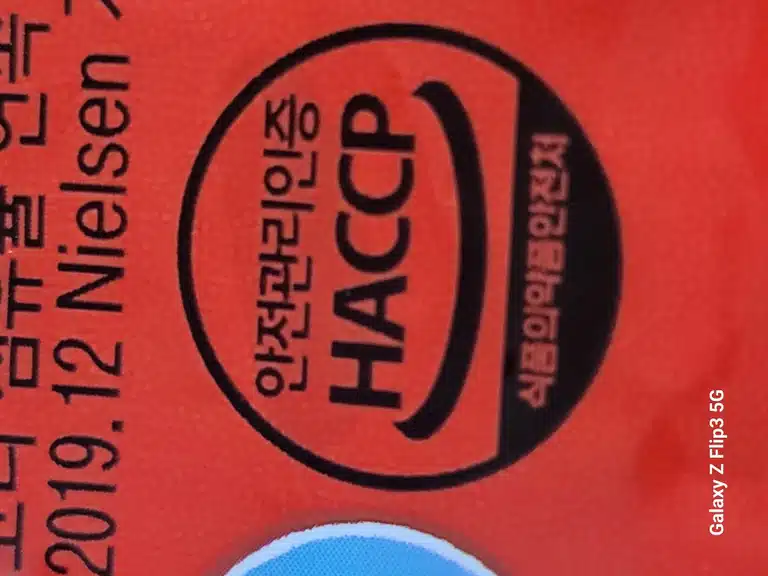 2019.12 Nielsen
안전관리인증
HACCP
식품의약품안전처
Galaxy Z Flip3 5G